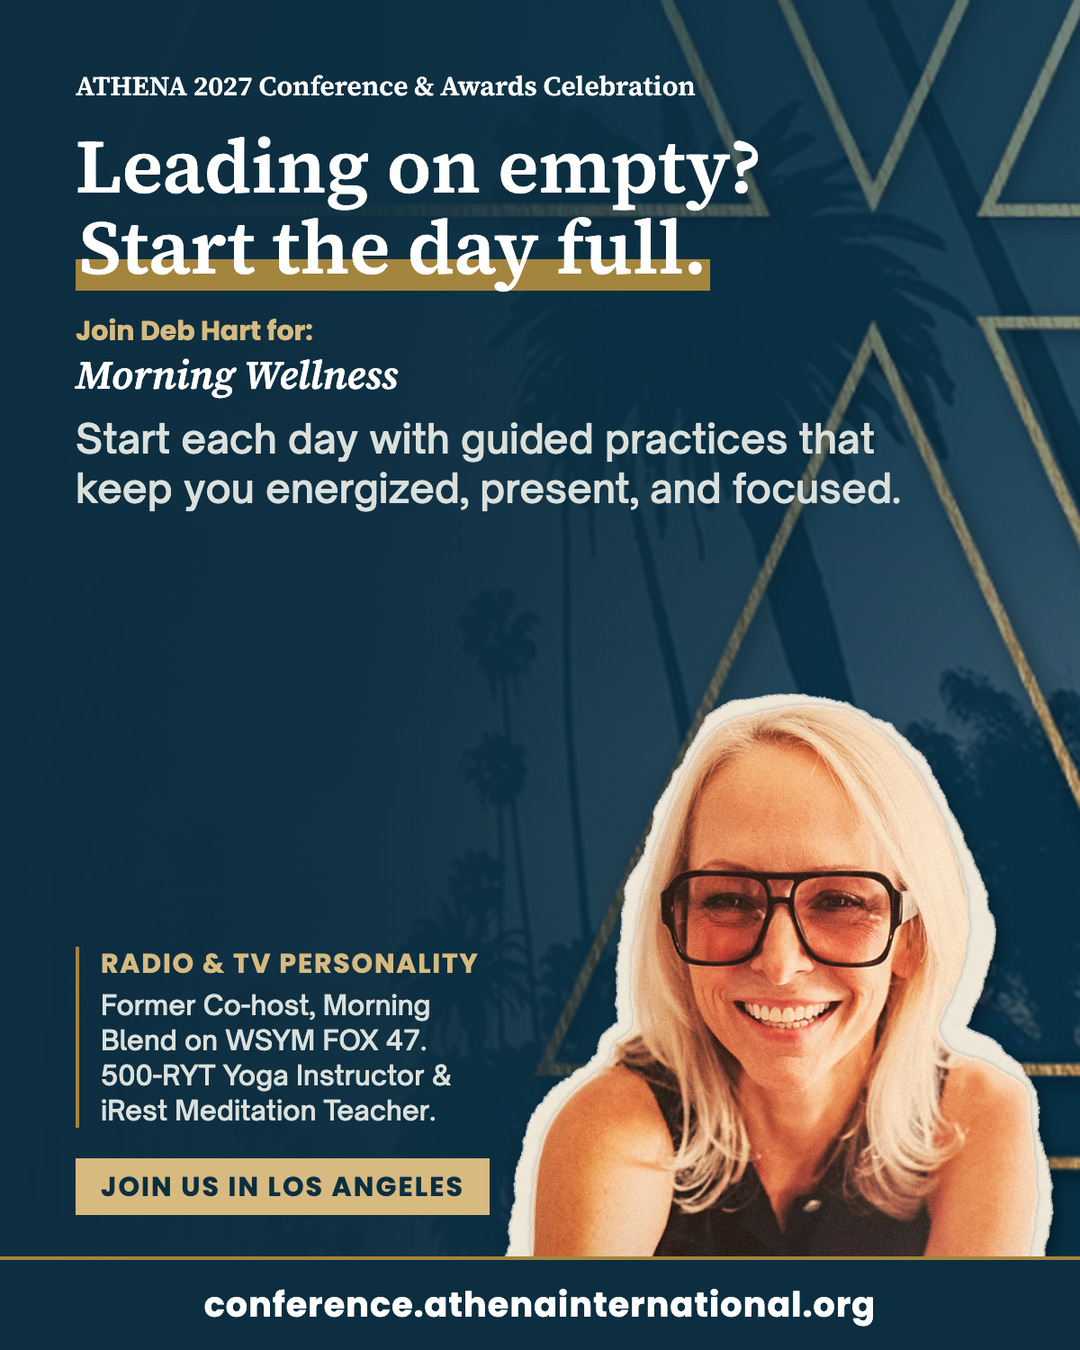 ATHENA 2027 Conference & Awards Celebration
Leading on empty?
Start the day full.
Join Deb Hart for:
Morning Wellness
Start each day with guided practices that
keep you energized, present, and focused.
RADIO & TV PERSONALITY
Former Co-host, Morning
Blend on WSYM FOX 47.
500-RYT Yoga Instructor &
iRest Meditation Teacher.
JOIN US IN LOS ANGELES
conference.athenainternational.org